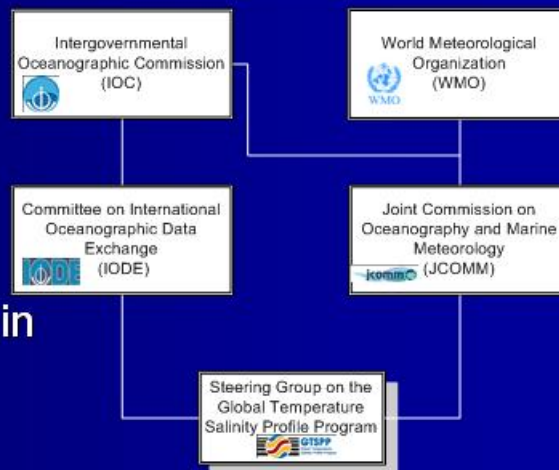 Intergovernmental
Oceanographic Commission
(IOC)
World Meteorological
Organization
(WMO)
WMO
Committee on International
Oceanographic Data
Exchange
(IODE)
IODE
Joint Commission on
Oceanography and Marine
Meteorology
(JCOMM)
jcomm
in
Steering Group on the
Global Temperature
Salinity Profile Program
GTSPP